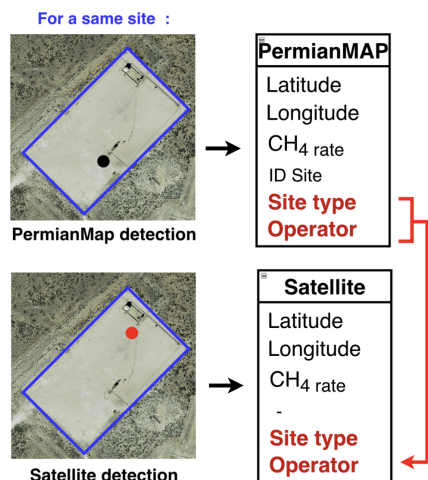 For a same site :
PermianMap detection
PermianMAP
Latitude
Longitude
CH4 rate
ID Site
Site type
Operator
Satellite detection
Satellite
Latitude
Longitude
CH4 rate
-
Site type
Operator